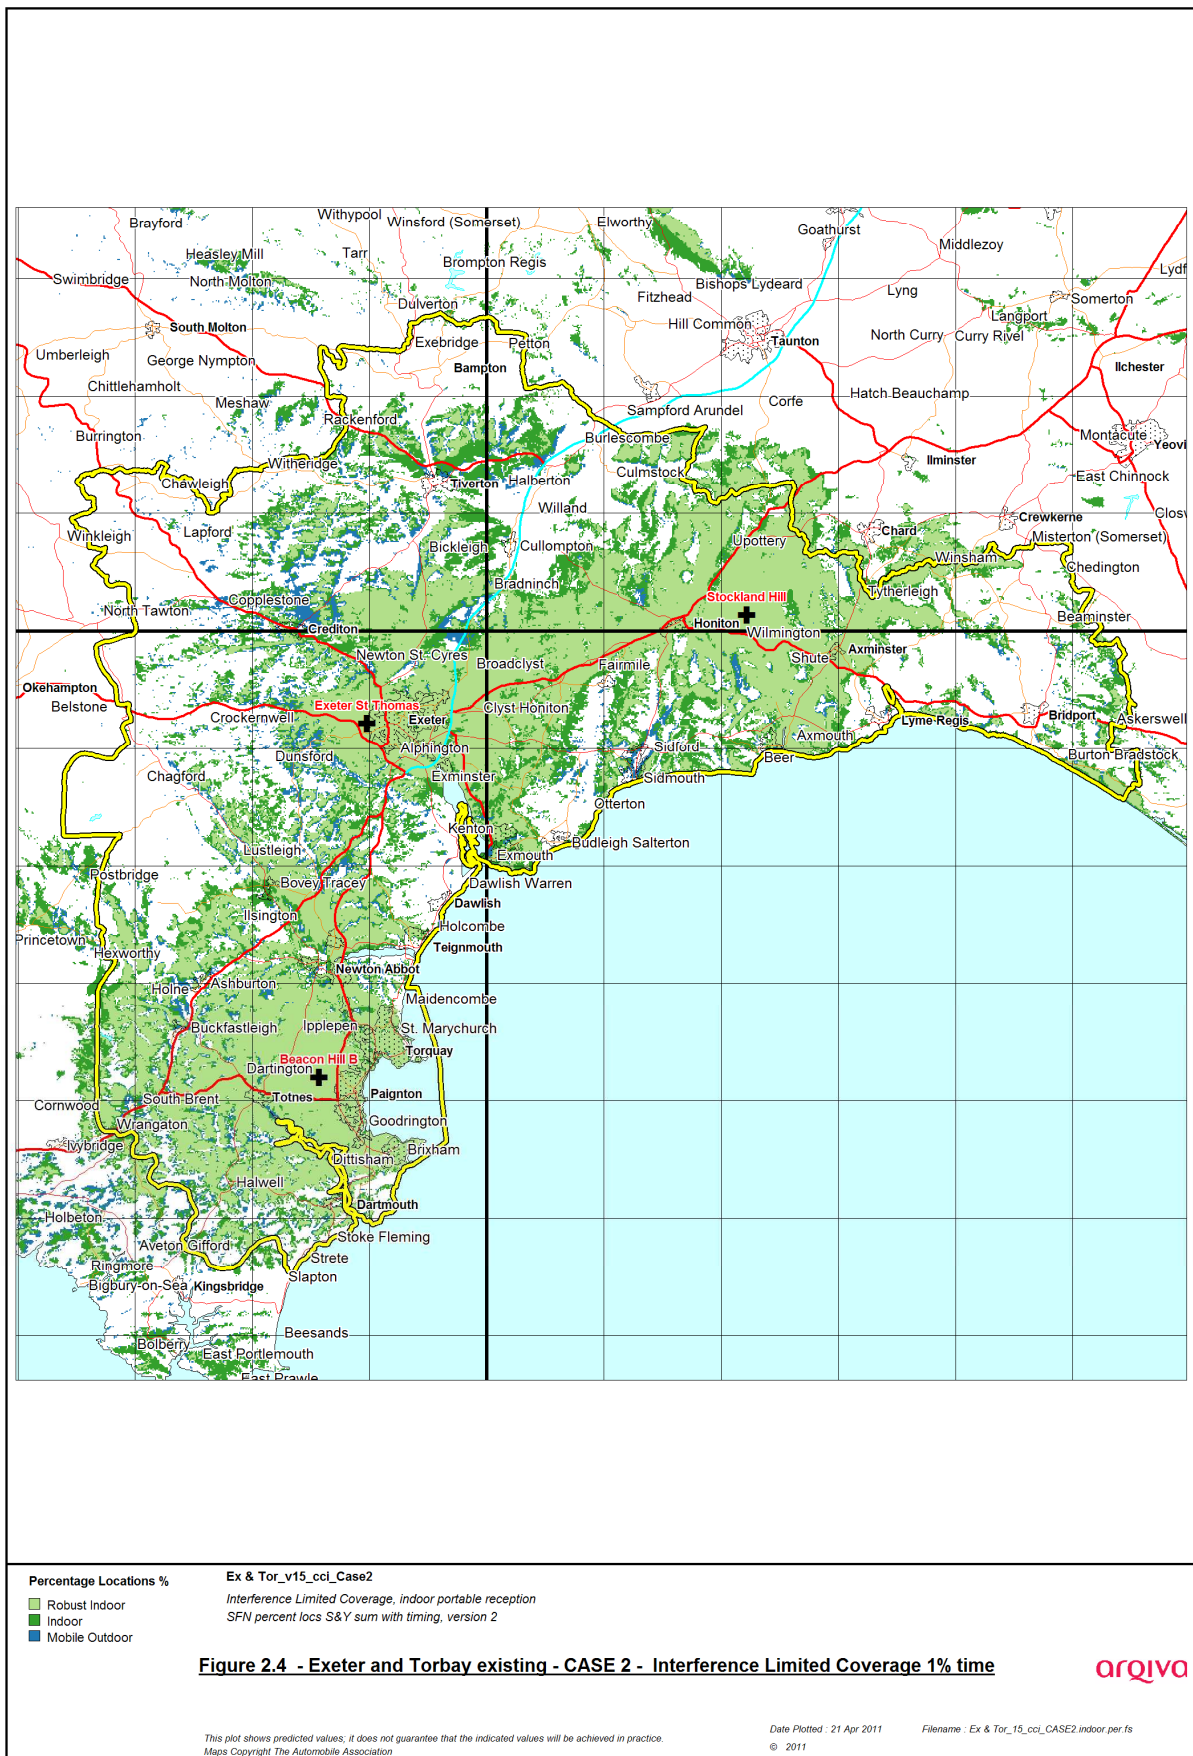 Withypool
Winsford (Somerset)
Elworthy
Goathurst
Brayford
Middlezoy
Heasley Mill
Tarr
Brompton Regis
Lydf
Swimbridge
North Molton
Bishops Lydeard
Lyng
Fitzhead
Somerton
Dulverton
Langport
South Molton
Hill Common
Taunton
North Curry
Curry Rivel
Exebridge
Petton
Umberleigh
George Nympton
Bampton
Ilchester
Chittlehamholt
Hatch Beauchamp
Meshaw
Corfe
Sampford Arundel
Rackenford
Burrington
Burlescombe
Montacute
Yeovi
Witheridge
Ilminster
Culmstock
East Chinnock
Chawleigh
Tiverton
Halberton
Willand
Closw
Crewkerne
Lapford
Chard
Winkleigh
Upottery
Misterton (Somerset)
Bickleigh
Cullompton
Winsham
Chedington
Bradninch
Tytherleigh
Copplestone
Stockland Hill
North Tawton
Beaminster
Crediton
Honiton
Wilmington
Axminster
Newton St. Cyres
Broadclyst
Fairmile
Shute
Okehampton
Belstone
Exeter St Thomas
Clyst Honiton
Crockernwell
Exeter
Lyme Regis
Bridport
Askerswell
Axmouth
Alphington
Sidford
Dunsford
Beer
Burton Bradstock
Chagford
Exminster
Sidmouth
Otterton
Kenton
Budleigh Salterton
Lustleigh
Exmouth
Postbridge
Bovey Tracey
Dawlish Warren
Dawlish
Ilsington
Holcombe
Princetown
Teignmouth
Hexworthy
Newton Abbot
Ashburton
Holne
Maidencombe
Buckfastleigh
Ipplepen
St. Marychurch
Torquay
Beacon Hill B
Dartington
Totnes
Paignton
South Brent
Cornwood
Wrangaton
Goodrington
Ivybridge
Brixham
Dittisham
Halwell
Dartmouth
Holbeton
Stoke Fleming
Aveton Gifford
Strete
Ringmore
Slapton
Bigbury-on-Sea
Kingsbridge
Beesands
Bolberry
East Portlemouth
East Prawle
Percentage Locations %
Robust Indoor
Indoor
Mobile Outdoor
Ex & Tor_v15_cci_Case2
Interference Limited Coverage, indoor portable reception
SFN percent locs S&Y sum with timing, version 2
Figure 2.4 - Exeter and Torbay existing - CASE 2 - Interference Limited Coverage 1% time
arqiva
This plot shows predicted values; it does not guarantee that the indicated values will be achieved in practice.
Maps Copyright The Automobile Association
Date Plotted : 21 Apr 2011
Filename : Ex & Tor_15_cci_CASE2.indoor.per.fs
© 2011